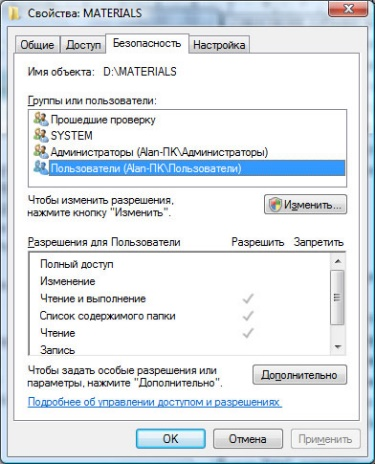 Свойства: MATERIALS
Общие Доступ Безопасность Настройка
Имя объекта: D:\MATERIALS
Группы или пользователи:
Прошедшие проверку
SYSTEM
Администраторы (Alan-ПК\Администраторы)
Пользователи (Alan-ПК\Пользователи)
Чтобы изменить разрешения,
нажмите кнопку "Изменить".
Изменить...
Разрешения для Пользователи Разрешить Запретить
Полный доступ
Изменение
Чтение и выполнение
Список содержимого папки
Чтение
Запись
Чтобы задать особые разрешения или
параметры, нажмите "Дополнительно".
Дополнительно
Подробнее об управлении доступом и разрешениях
OK Отмена Применить